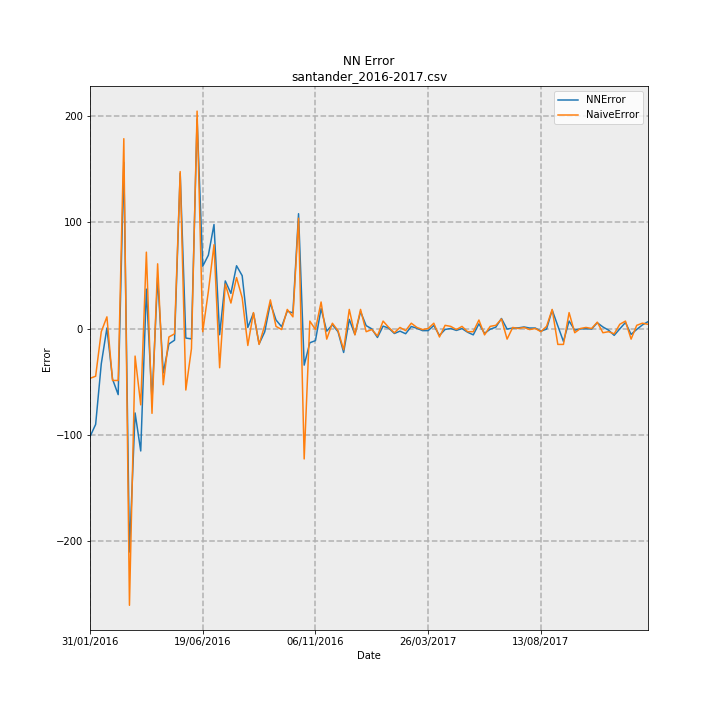 NN Error
santander_2016-2017.csv
NNError
NaiveError
200
100
0
−100
−200
Error
31/01/2016
19/06/2016
06/11/2016
26/03/2017
13/08/2017
Date